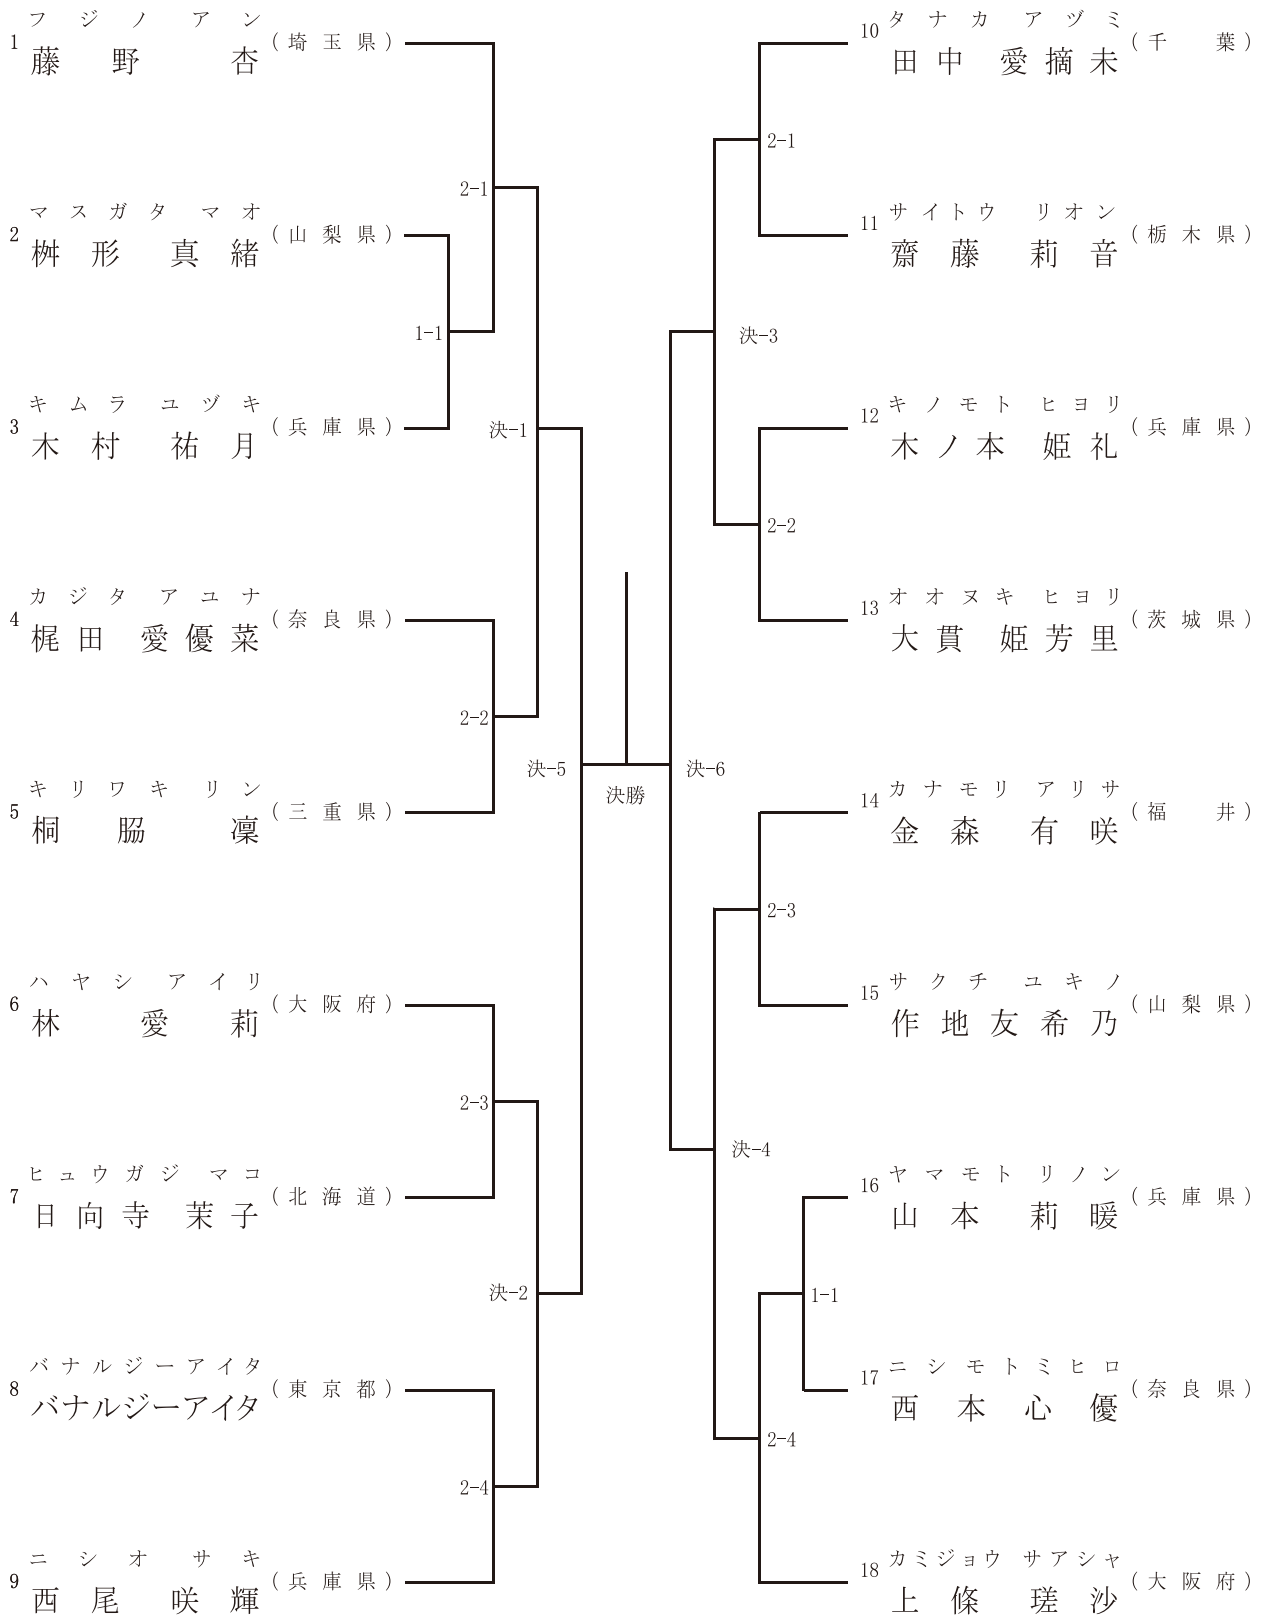 フジノ アン
1 藤野 杏 (埼玉県)
2-1
マスガタ マオ
2 桝形 真緒 (山梨県)
1-1
キムラ ユヅキ
3 木村 祐月 (兵庫県)
決-1
カジタ アユナ
4 梶田 愛優菜 (奈良県)
2-2
キリワキ リン
5 桐脇 凜 (三重県)
決-5
決勝
ハヤシ アイリ
6 林 愛莉 (大阪府)
2-3
ヒュウガジ マコ
7 日向寺 茉子 (北海道)
決-2
バナルジーアイタ
8 バナルジーアイタ (東京都)
2-4
ニシオ サキ
9 西尾 咲輝 (兵庫県)
タナカ アヅミ
10 田中 愛摘未 (千葉)
2-1
サイトウ リオン
11 齋藤 莉音 (栃木県)
決-3
キノモト ヒヨリ
12 木ノ本 姫礼 (兵庫県)
2-2
オオヌキ ヒヨリ
13 大貫 姫芳里 (茨城県)
決-6
カナモリ アリサ
14 金森 有咲 (福井)
2-3
サクチ ユキノ
15 作地友希乃 (山梨県)
決-4
ヤマモト リノン
16 山本 莉暖 (兵庫県)
1-1
ニシモトミヒロ
17 西本心優 (奈良県)
2-4
カミジョウ サアシャ
18 上條 瑳沙 (大阪府)